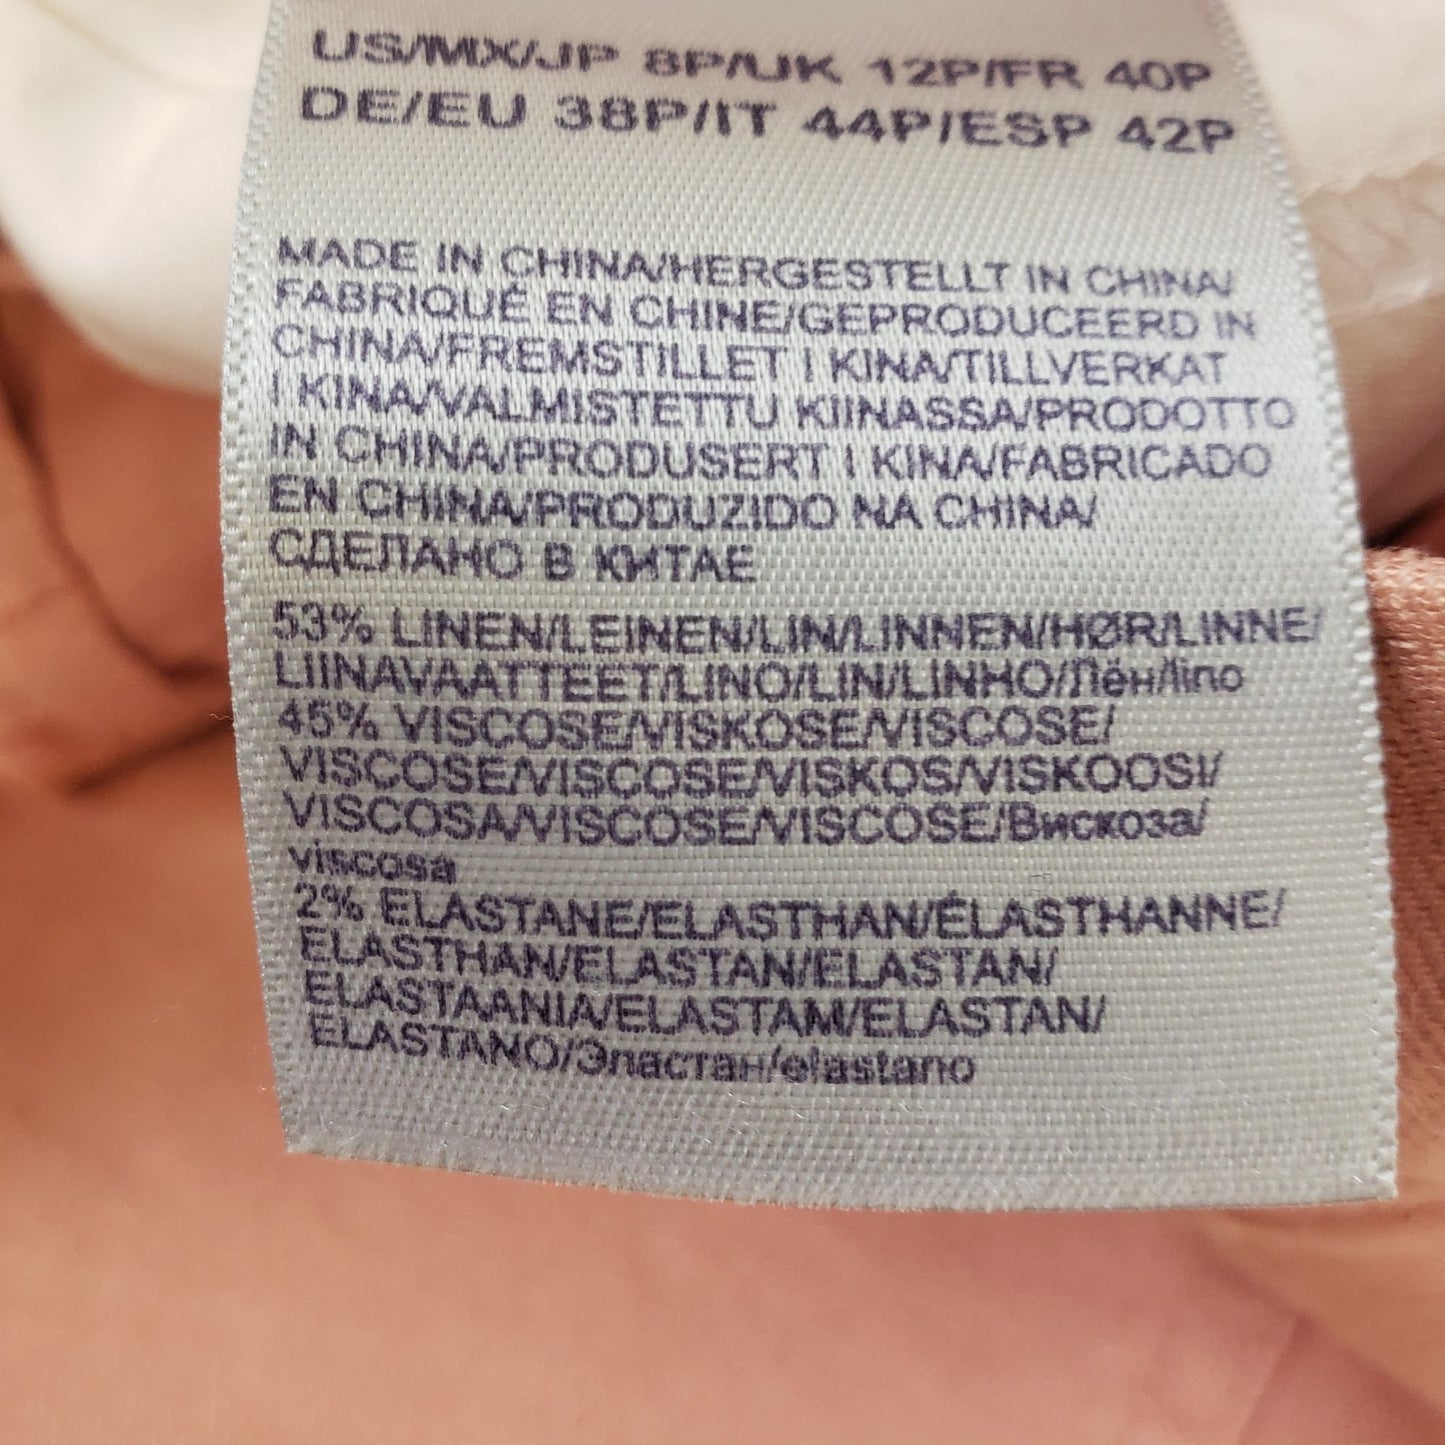 US/MX/JP 8P/UK 12P/FR 40P
DE/EU 38P/IT 44P/ESP 42P
MADE IN CHINA/HERGESTELLT IN CHINA/
FABRIQUÉ EN CHINE/GEPRODUCEERD IN
CHINA/FREMSTILLET I KINA/TILLVERKAT
I KINA/VALMISTETTU KIINASSA/PRODOTTO
IN CHINA/PRODUSERT I KINA/FABRICADO
EN CHINA/PRODUZIDO NA CHINA/
СДЕЛАНО В КИТАЕ
53% LINEN/LEINEN/LIN/LINNEN/HØR/LINNE/
LIINAVAATTEET/LINO/LIN/LINHO/Лён/lino
45% VISCOSE/VISKOSE/VISCOSE/
VISCOSE/VISCOSE/VISKOS/VISKOOSI/
VISCOSA/VISCOSE/VISCOSE/Вискоза/
viscosa
2% ELASTANE/ELASTHAN/ÉLASTHANNE/
ELASTHAN/ELASTAN/ELASTAN/
ELASTAANIA/ELASTAM/ELASTAN/
ELASTANO/Эластан/elastano